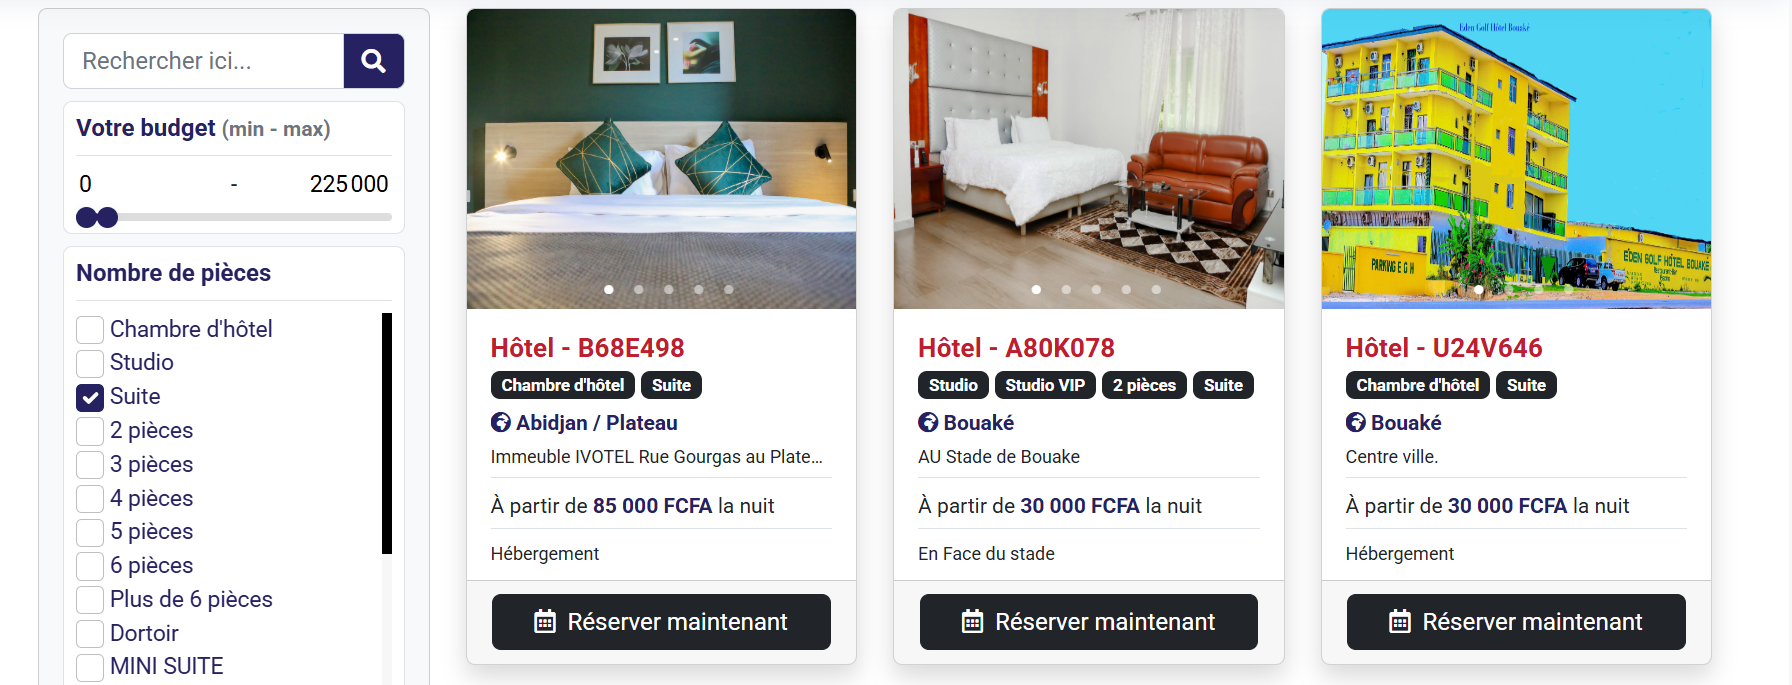 Rechercher ici...
Votre budget (min - max)
0 - 225 000
Nombre de pièces
Chambre d'hôtel
Studio
Suite
2 pièces
3 pièces
4 pièces
5 pièces
6 pièces
Plus de 6 pièces
Dortoir
MINI SUITE
Hôtel - B68E498
Chambre d'hôtel Suite
Abidjan / Plateau
Immeuble IVOTEL Rue Gourgas au Plate...
À partir de 85 000 FCFA la nuit
Hébergement
Réserver maintenant
Hôtel - A80K078
Studio Studio VIP 2 pièces Suite
Bouaké
AU Stade de Bouake
À partir de 30 000 FCFA la nuit
En Face du stade
Réserver maintenant
Eden Golf Hôtel Bouaké
PARKING E G H
EDEN GOLF HÔTEL BOUAKÉ
Hôtel - U24V646
Chambre d'hôtel Suite
Bouaké
Centre ville.
À partir de 30 000 FCFA la nuit
Hébergement
Réserver maintenant